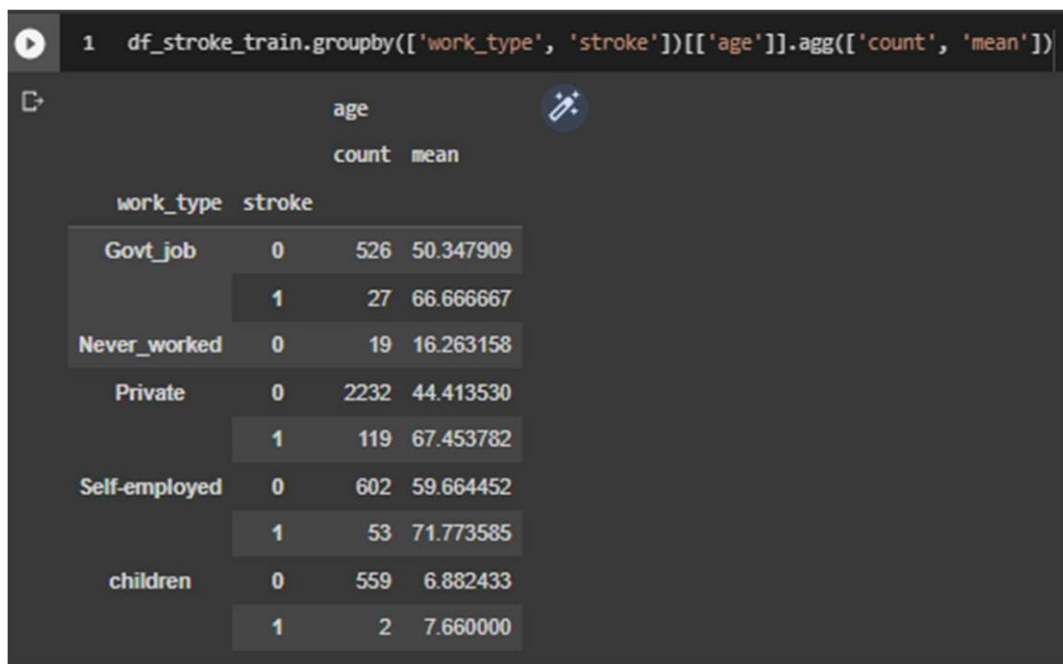 1 df_stroke_train.groupby(['work_type', 'stroke'])[['age']].agg(['count', 'mean'])
age
count mean
work_type stroke
Govt_job 0 526 50.347909
1 27 66.666667
Never_worked 0 19 16.263158
Private 0 2232 44.413530
1 119 67.453782
Self-employed 0 602 59.664452
1 53 71.773585
children 0 559 6.882433
1 2 7.660000